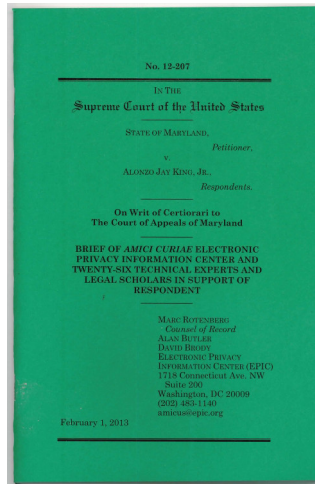 No. 12-207
IN THE
Supreme Court of the United States
STATE OF MARYLAND,
Petitioner,
v.
ALONZO JAY KING, JR.,
Respondents.
On Writ of Certiorari to
The Court of Appeals of Maryland
BRIEF OF AMICI CURIAE ELECTRONIC
PRIVACY INFORMATION CENTER AND
TWENTY-SIX TECHNICAL EXPERTS AND
LEGAL SCHOLARS IN SUPPORT OF
RESPONDENT
MARC ROTENBERG
Counsel of Record
ALAN BUTLER
DAVID BRODY
ELECTRONIC PRIVACY
INFORMATION CENTER (EPIC)
1718 Connecticut Ave. NW
Suite 200
Washington, DC 20009
(202) 483-1140
amicus@epic.org
February 1, 2013